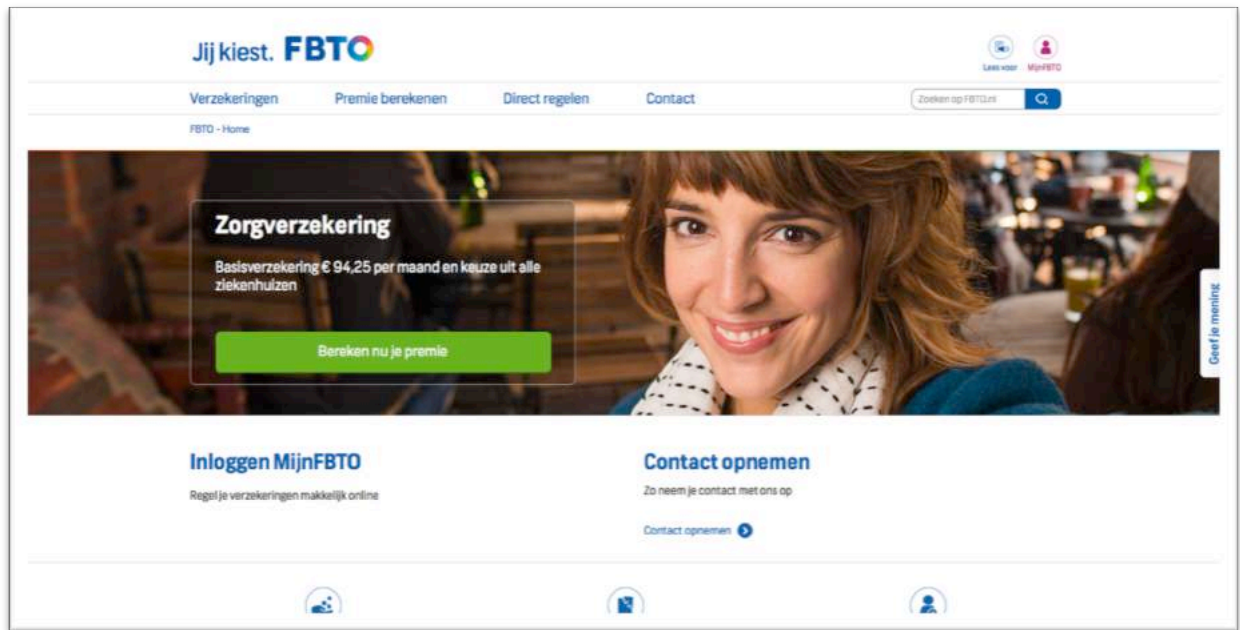 Jij kiest. FBTO
Lees voor
MijnFBTO
Verzekeringen
Premie berekenen
Direct regelen
Contact
Zoeken op FBTO.nl
FBTO - Home
Zorgverzekering
Basisverzekering € 94,25 per maand en keuze uit alle
ziekenhuizen
Bereken nu je premie
Geef je mening
Inloggen MijnFBTO
Regel je verzekeringen makkelijk online
Contact opnemen
Zo neem je contact met ons op
Contact opnemen